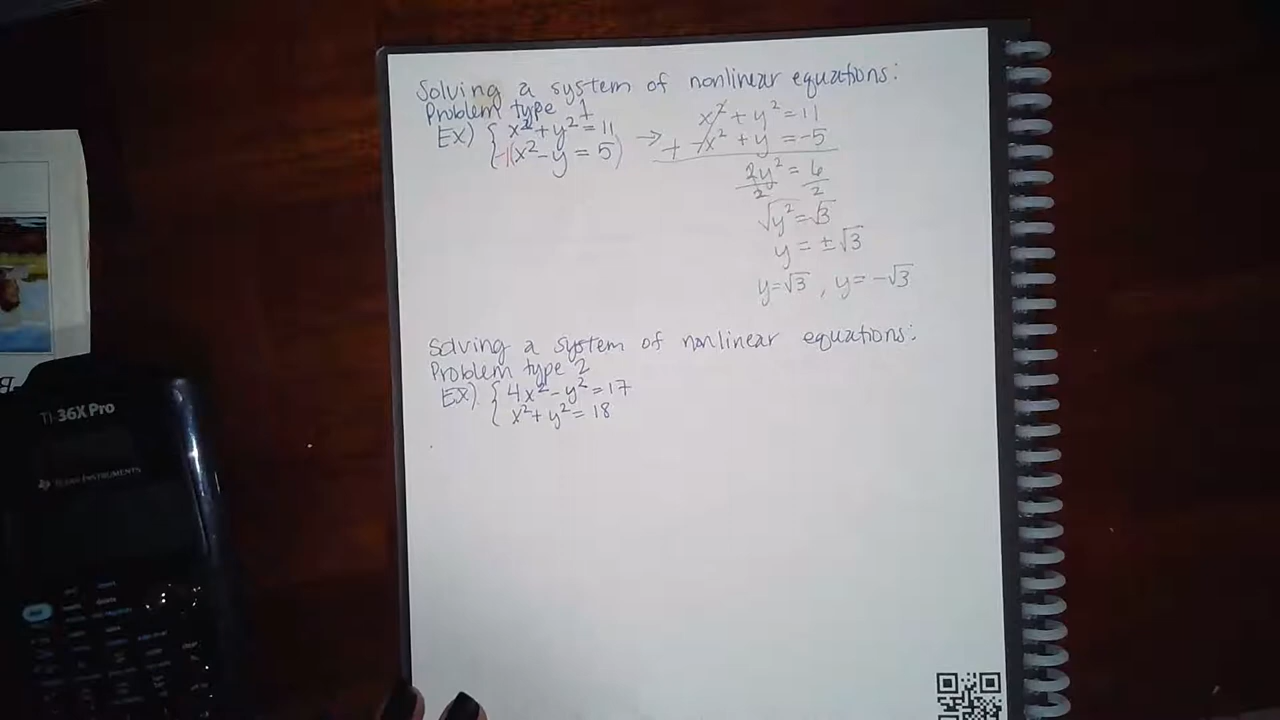 Solving a system of nonlinear equations:
Problem type 1
Ex) { x² + y² = 11
-1(x² - y = 5)
→ x² + y² = 11
+ -x² + y = -5
2y² = 6
2 2
√y² = √3
y = ±√3
y = √3 , y = -√3
Solving a system of nonlinear equations:
Problem type 2
Ex) { 4x² - y² = 17
x² + y² = 18
TI-36X Pro
TEXAS INSTRUMENTS